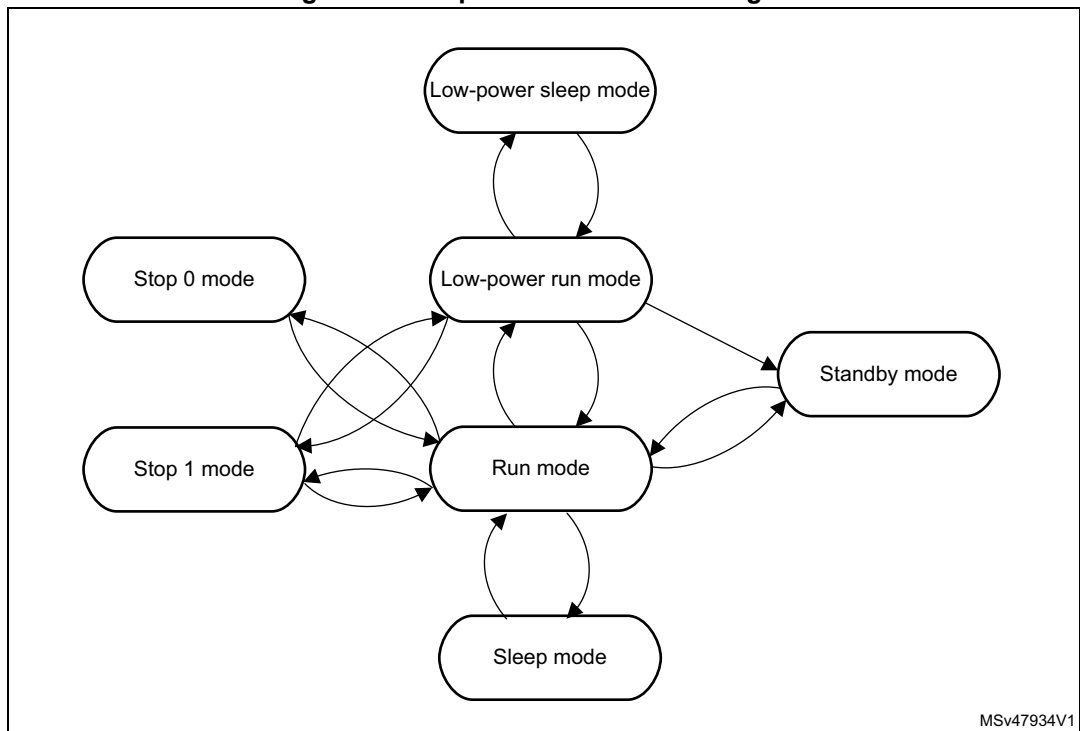 Low-power sleep mode
Stop 0 mode
Low-power run mode
Standby mode
Stop 1 mode
Run mode
Sleep mode
MSv47934V1